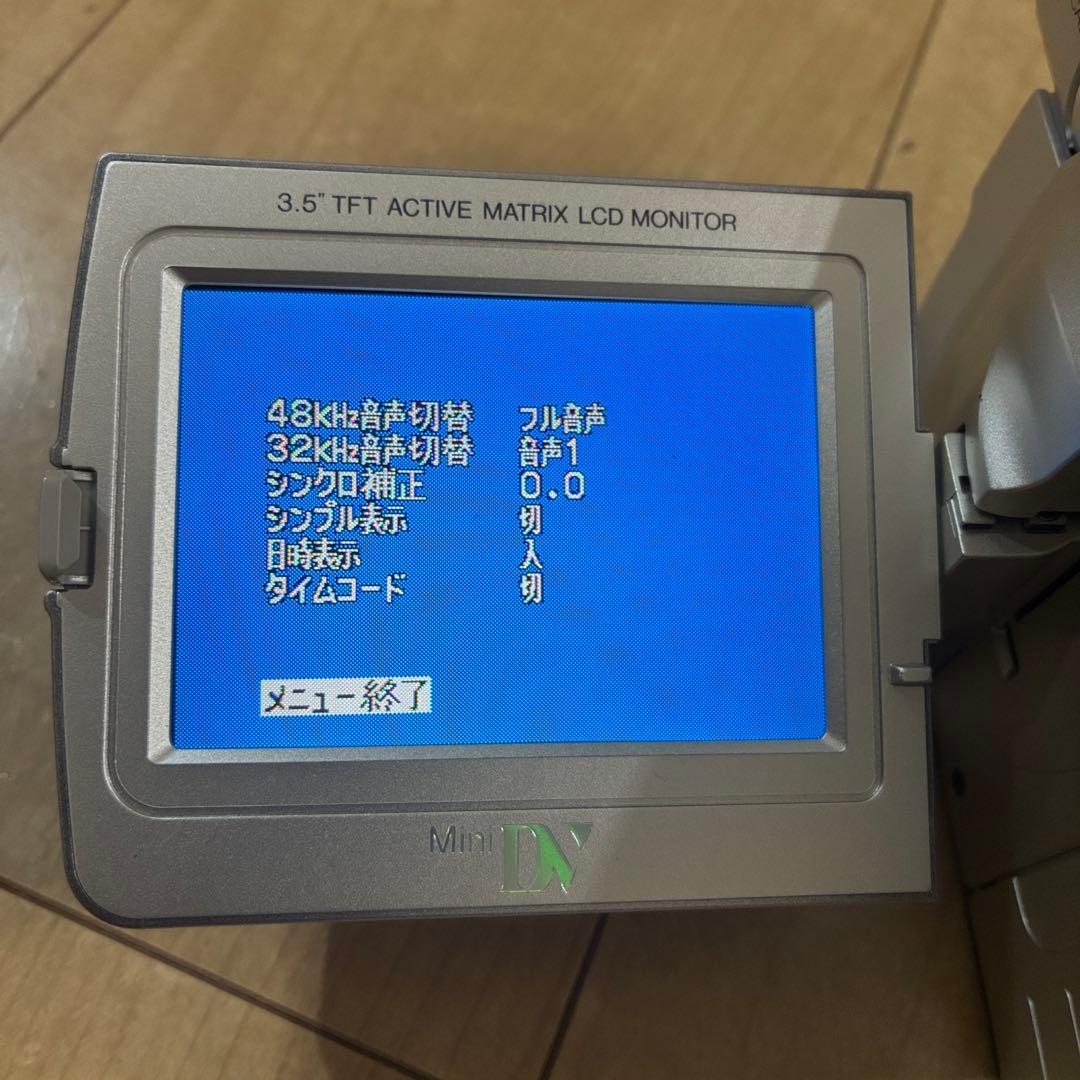 3.5" TFT ACTIVE MATRIX LCD MONITOR
48KHz音声切替 フル音声
32KHz音声切替 音声1
シンクロ補正 0.0
シンプル表示 切
日時表示 入
タイムコード 切
メニュー終了
Mini DV